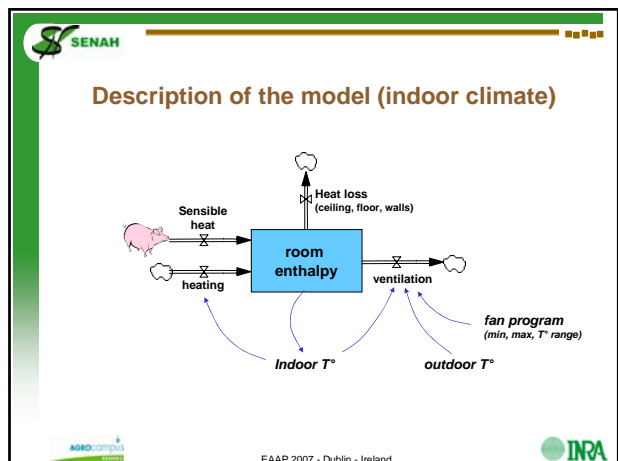 SENAH
Description of the model (indoor climate)
Heat loss
(ceiling, floor, walls)
Sensible
heat
room
enthalpy
heating
ventilation
fan program
(min, max, T° range)
Indoor T°
outdoor T°
AGROCAMPUS
RENNES
EAAP 2007 - Dublin - Ireland
INRA